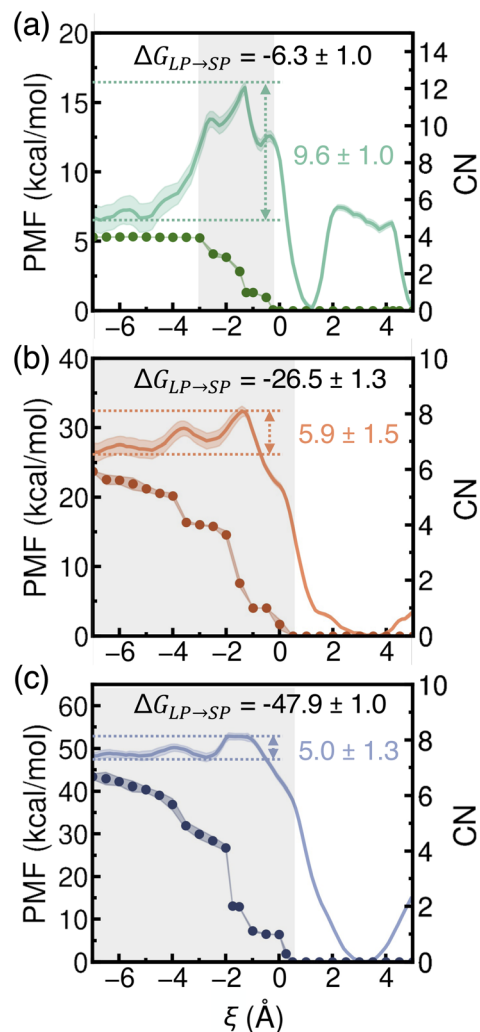 (a)
ΔG_{LP→SP} = -6.3 ± 1.0
9.6 ± 1.0
PMF (kcal/mol)
CN
20
15
10
5
0
14
12
10
8
6
4
2
0
−6 −4 −2 0 2 4
(b)
ΔG_{LP→SP} = -26.5 ± 1.3
5.9 ± 1.5
PMF (kcal/mol)
CN
40
30
20
10
0
10
8
6
4
2
0
−6 −4 −2 0 2 4
(c)
ΔG_{LP→SP} = -47.9 ± 1.0
5.0 ± 1.3
PMF (kcal/mol)
CN
60
50
40
30
20
10
0
10
8
6
4
2
0
−6 −4 −2 0 2 4
ξ (Å)